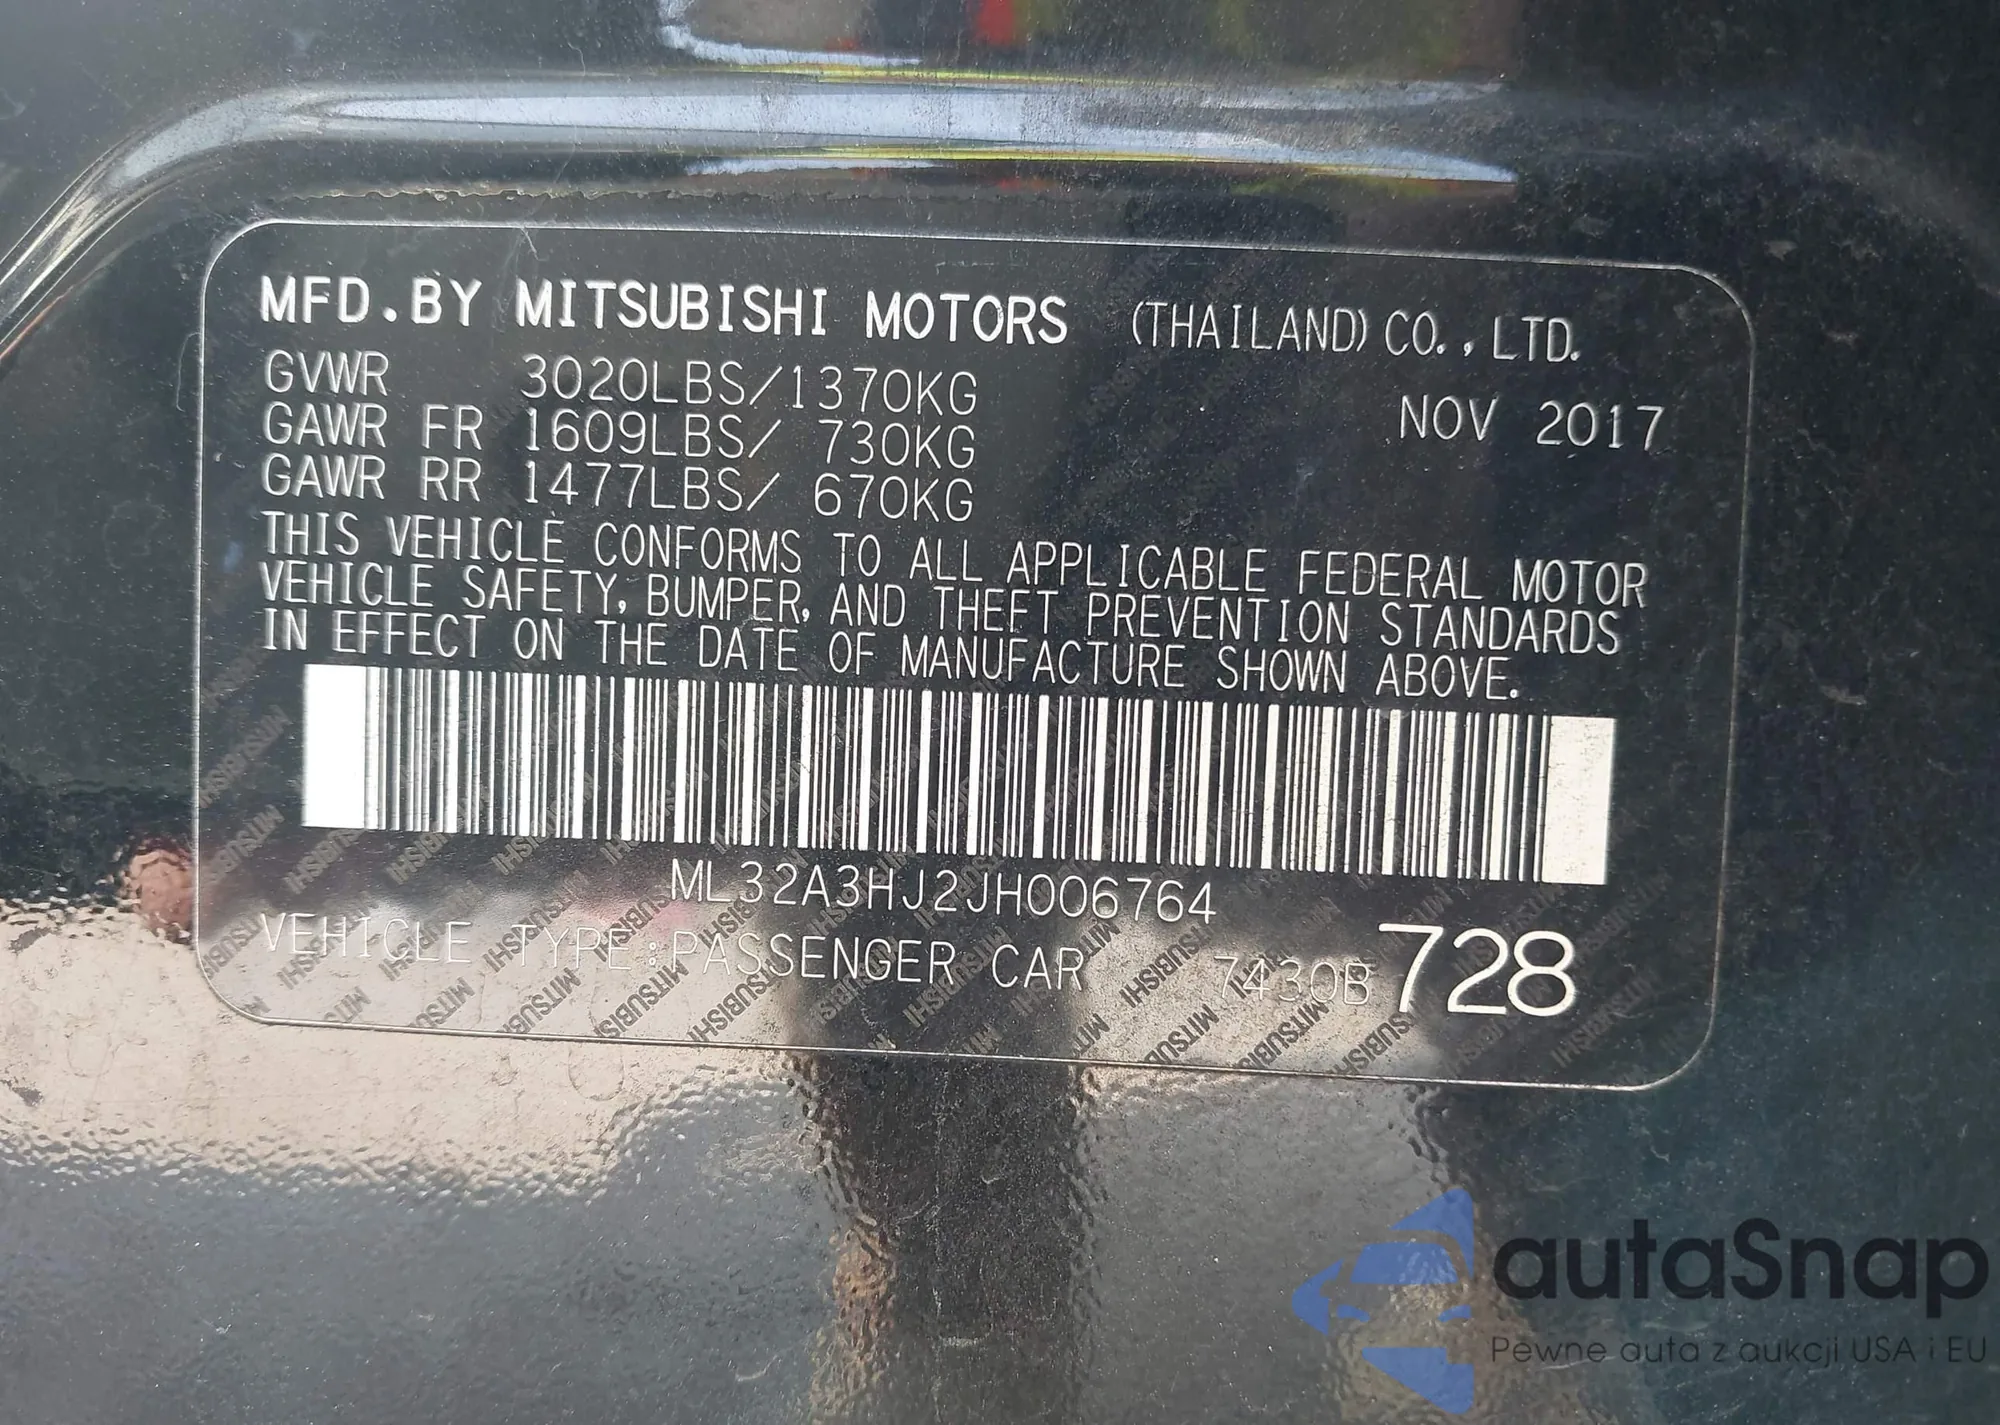 MFD.BY MITSUBISHI MOTORS (THAILAND) CO., LTD.
GVWR 3020LBS/1370KG
NOV 2017
GAWR FR 1609LBS/ 730KG
GAWR RR 1477LBS/ 670KG
THIS VEHICLE CONFORMS TO ALL APPLICABLE FEDERAL MOTOR
VEHICLE SAFETY, BUMPER, AND THEFT PREVENTION STANDARDS
IN EFFECT ON THE DATE OF MANUFACTURE SHOWN ABOVE.
ML32A3HJ2JH006764
VEHICLE TYPE:PASSENGER CAR 7430B 728
autaSnap
Pewne auta z aukcji USA i EU